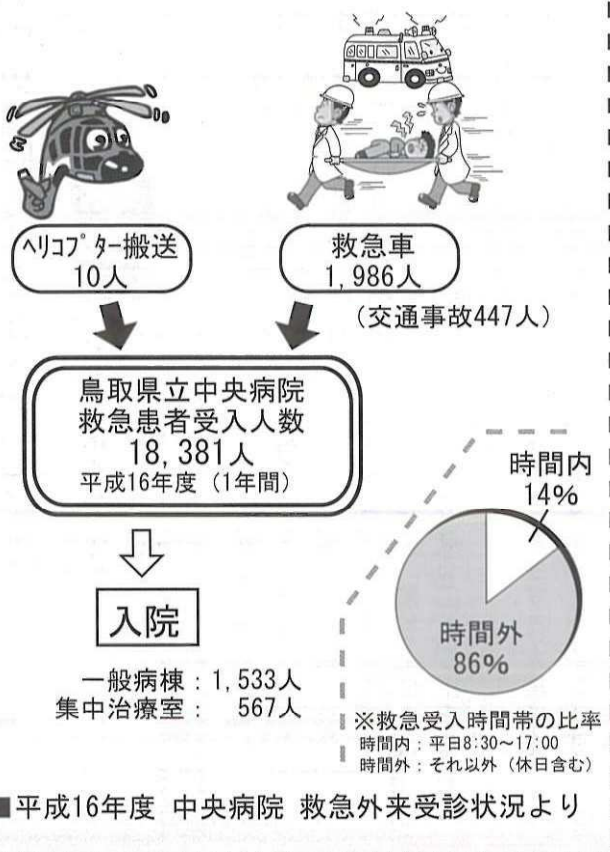 ヘリコプター搬送
10人
救急車
1,986人
(交通事故447人)
鳥取県立中央病院
救急患者受入人数
18,381人
平成16年度(1年間)
入院
一般病棟:1,533人
集中治療室: 567人
時間内
14%
時間外
86%
※救急受入時間帯の比率
時間内:平日8:30~17:00
時間外:それ以外(休日含む)
■平成16年度 中央病院 救急外来受診状況より